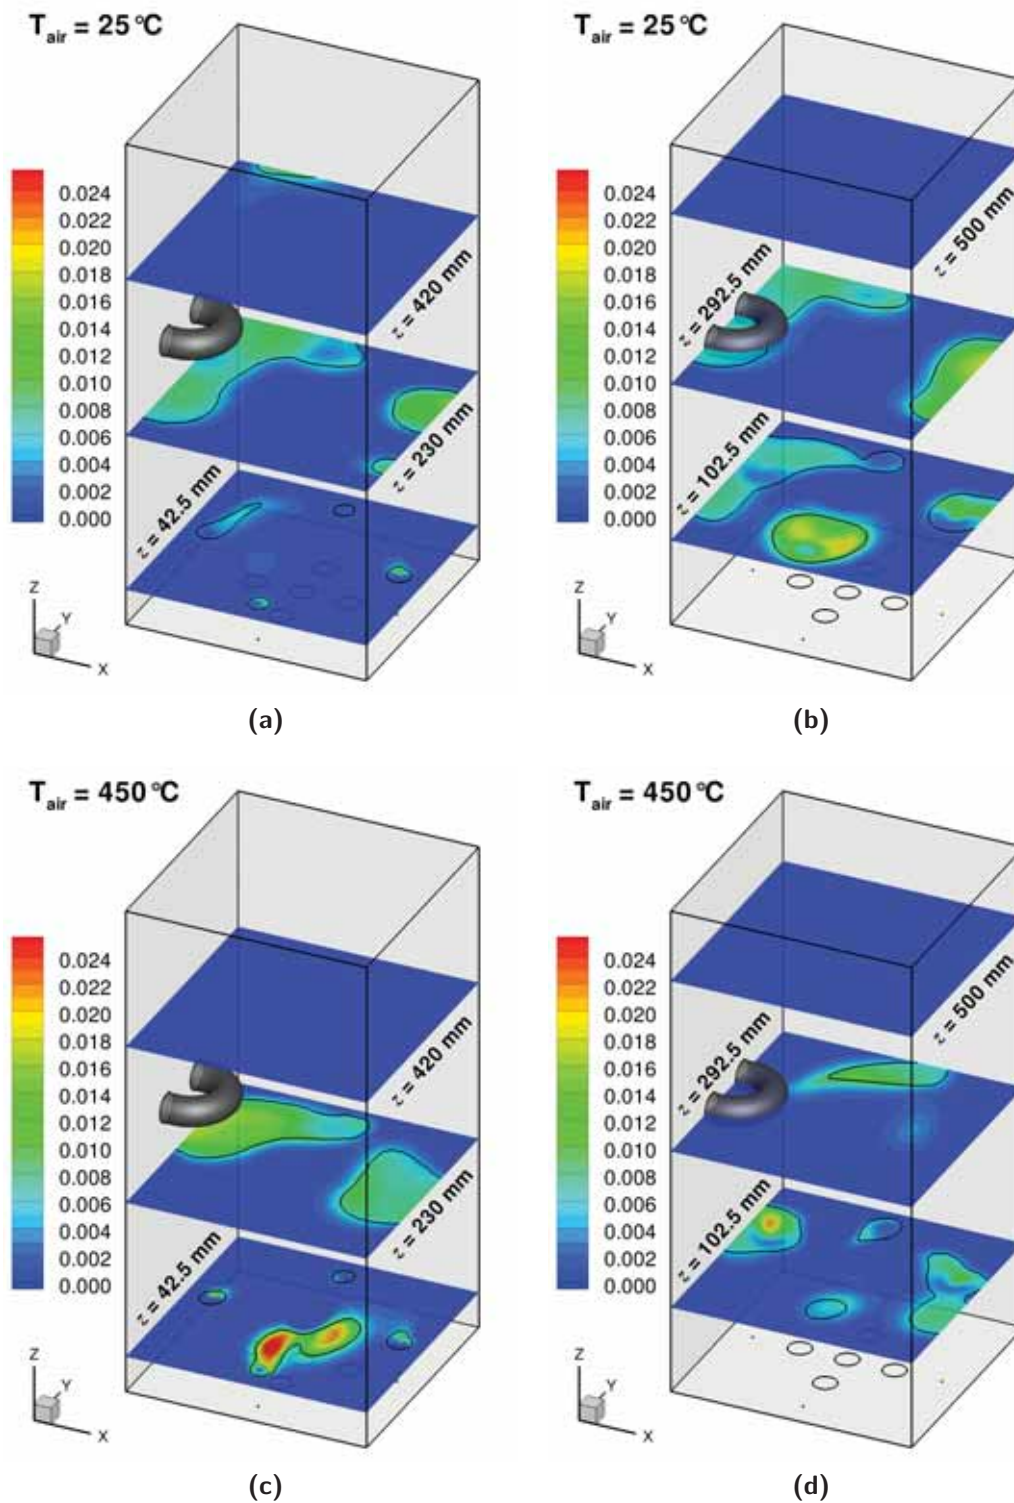 T_air = 25 °C
0.024
0.022
0.020
0.018
0.016
0.014
0.012
0.010
0.008
0.006
0.004
0.002
0.000
z = 420 mm
z = 230 mm
z = 42.5 mm
Z
Y
X
(a)
T_air = 25 °C
0.024
0.022
0.020
0.018
0.016
0.014
0.012
0.010
0.008
0.006
0.004
0.002
0.000
z = 500 mm
z = 292.5 mm
z = 102.5 mm
Z
Y
X
(b)
T_air = 450 °C
0.024
0.022
0.020
0.018
0.016
0.014
0.012
0.010
0.008
0.006
0.004
0.002
0.000
z = 420 mm
z = 230 mm
z = 42.5 mm
Z
Y
X
(c)
T_air = 450 °C
0.024
0.022
0.020
0.018
0.016
0.014
0.012
0.010
0.008
0.006
0.004
0.002
0.000
z = 500 mm
z = 292.5 mm
z = 102.5 mm
Z
Y
X
(d)